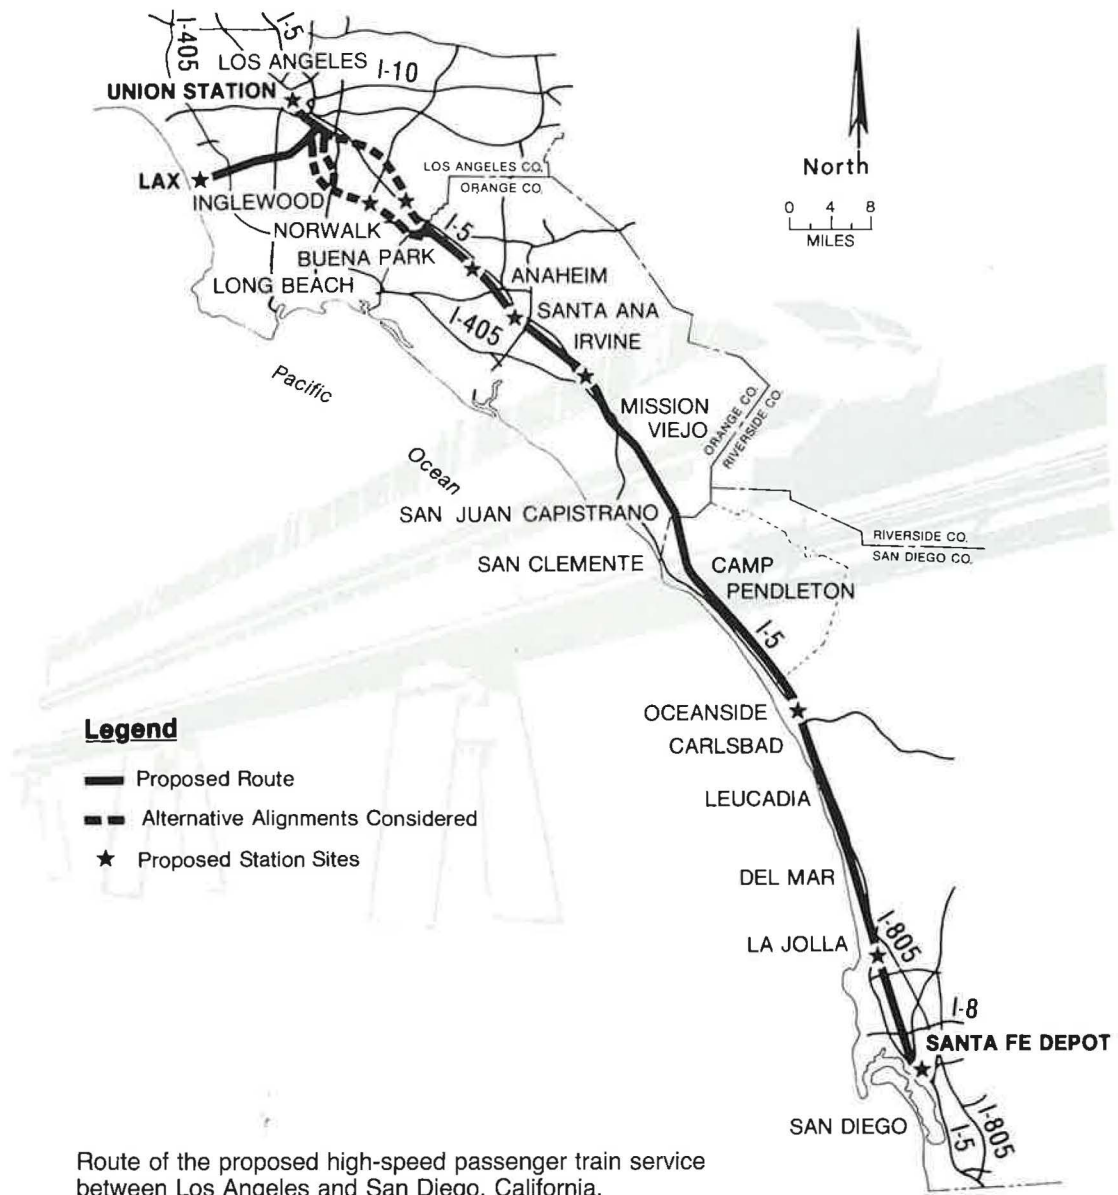 I-405
I-5
LOS ANGELES
I-10
UNION STATION
North
LOS ANGELES CO.
ORANGE CO.
LAX
INGLEWOOD
0 4 8
MILES
NORWALK
I-5
BUENA PARK
ANAHEIM
LONG BEACH
SANTA ANA
I-405
IRVINE
Pacific
Ocean
MISSION
VIEJO
ORANGE CO.
RIVERSIDE CO.
SAN JUAN CAPISTRANO
RIVERSIDE CO.
SAN DIEGO CO.
SAN CLEMENTE
CAMP
PENDLETON
I-5
OCEANSIDE
CARLSBAD
Legend
Proposed Route
LEUCADIA
Alternative Alignments Considered
Proposed Station Sites
DEL MAR
I-805
LA JOLLA
I-8
SANTA FE DEPOT
SAN DIEGO
I-5
I-805
Route of the proposed high-speed passenger train service
between Los Angeles and San Diego, California.